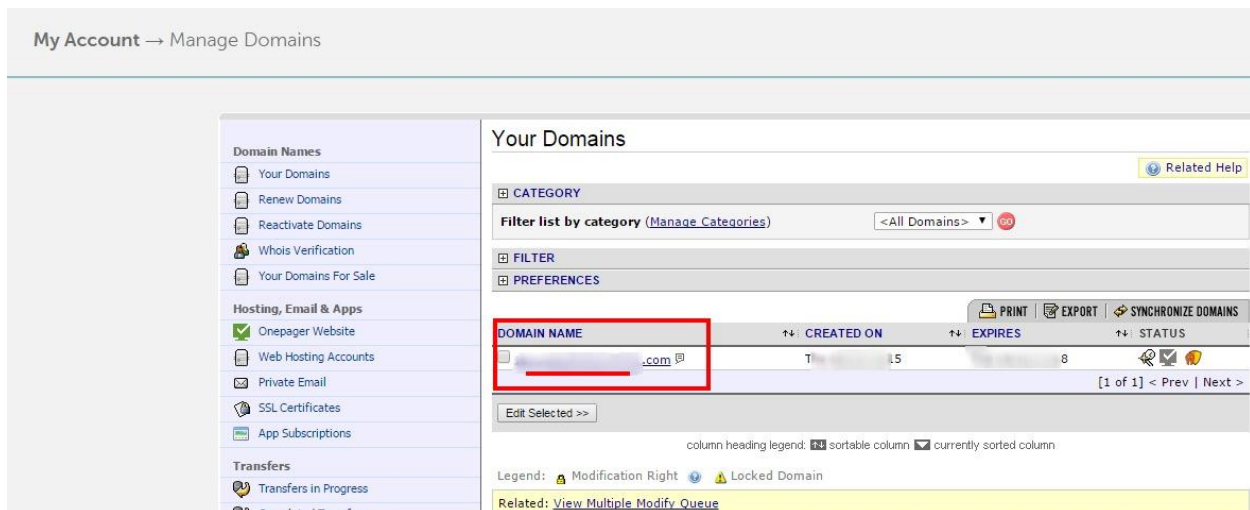 My Account → Manage Domains
Domain Names
Your Domains
Renew Domains
Reactivate Domains
Whois Verification
Your Domains For Sale
Hosting, Email & Apps
Onepager Website
Web Hosting Accounts
Private Email
SSL Certificates
App Subscriptions
Transfers
Transfers in Progress
Your Domains
Related Help
CATEGORY
Filter list by category (Manage Categories) <All Domains> GO
FILTER
PREFERENCES
PRINT | EXPORT | SYNCHRONIZE DOMAINS
DOMAIN NAME CREATED ON EXPIRES STATUS
.com 15 8
[1 of 1] < Prev | Next >
Edit Selected >>
column heading legend: sortable column currently sorted column
Legend: Modification Right Locked Domain
Related: View Multiple Modify Queue